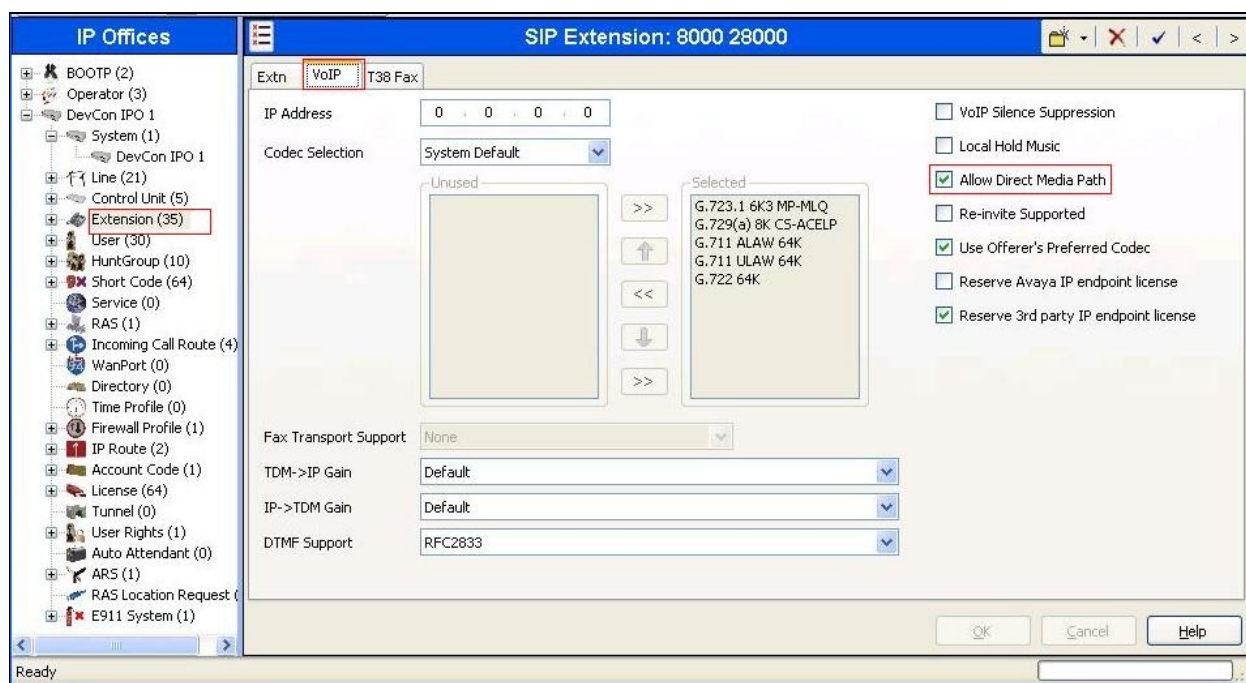 IP Offices
BOOTP (2)
Operator (3)
DevCon IPO 1
System (1)
DevCon IPO 1
Line (21)
Control Unit (5)
Extension (35)
User (30)
HuntGroup (10)
Short Code (64)
Service (0)
RAS (1)
Incoming Call Route (4)
WanPort (0)
Directory (0)
Time Profile (0)
Firewall Profile (1)
IP Route (2)
Account Code (1)
License (64)
Tunnel (0)
User Rights (1)
Auto Attendant (0)
ARS (1)
RAS Location Request (
E911 System (1)
SIP Extension: 8000 28000
Extn VoIP T38 Fax
IP Address 0 . 0 . 0 . 0
Codec Selection System Default
Unused
>>
<<
>>
Selected
G.723.1 6K3 MP-MLQ
G.729(a) 8K CS-ACELP
G.711 ALAW 64K
G.711 ULAW 64K
G.722 64K
Fax Transport Support None
TDM->IP Gain Default
IP->TDM Gain Default
DTMF Support RFC2833
VoIP Silence Suppression
Local Hold Music
Allow Direct Media Path
Re-invite Supported
Use Offerer's Preferred Codec
Reserve Avaya IP endpoint license
Reserve 3rd party IP endpoint license
OK Cancel Help
Ready